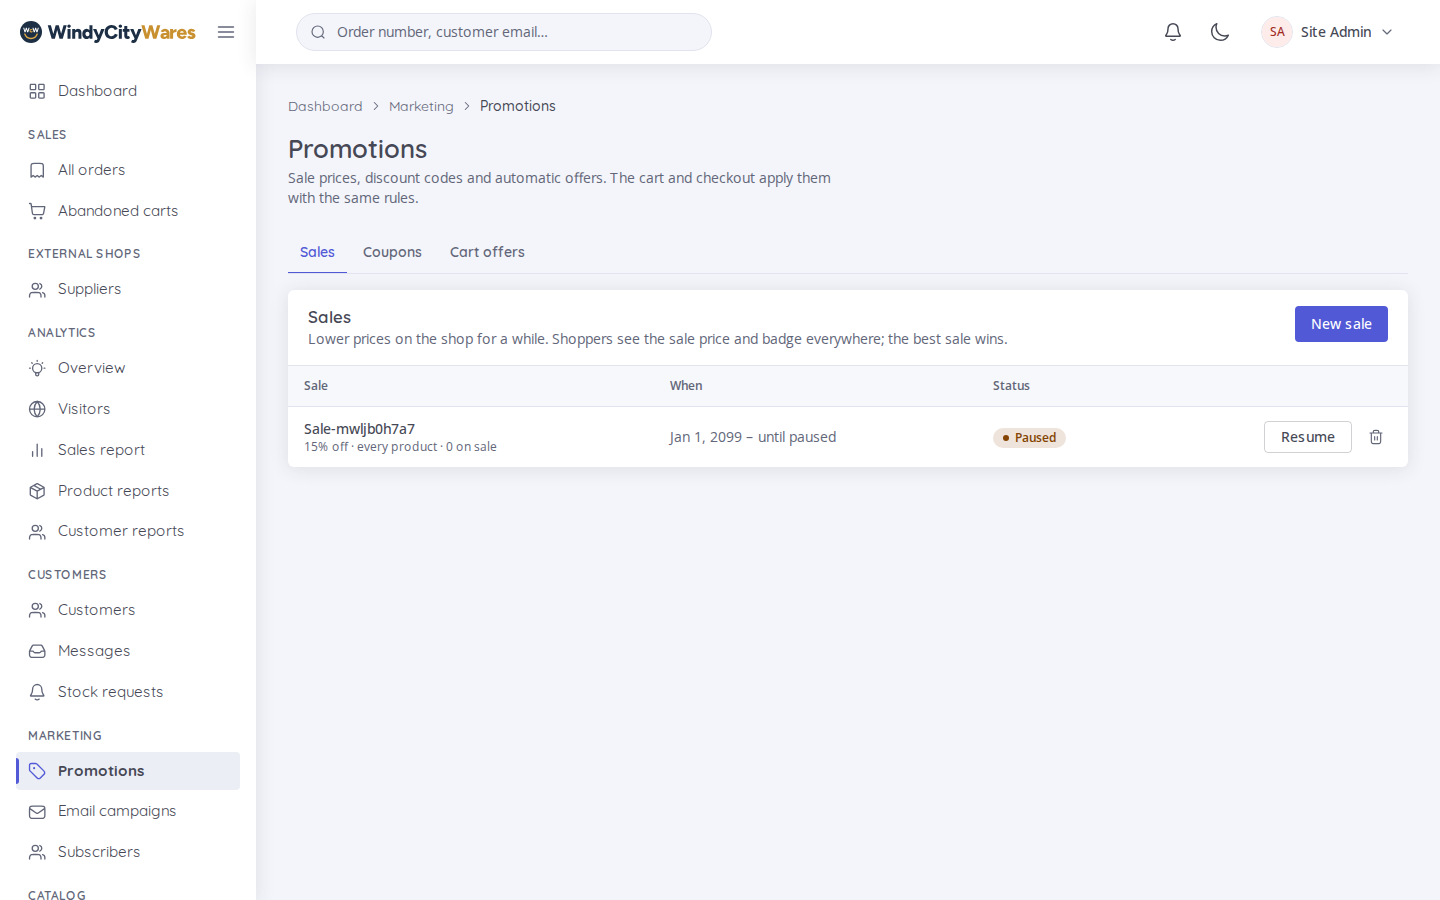 WindyCityWares
Order number, customer email...
SA
Site Admin
Dashboard
SALES
All orders
Abandoned carts
EXTERNAL SHOPS
Suppliers
ANALYTICS
Overview
Visitors
Sales report
Product reports
Customer reports
CUSTOMERS
Customers
Messages
Stock requests
MARKETING
Promotions
Email campaigns
Subscribers
CATALOG
Dashboard > Marketing > Promotions
Promotions
Sale prices, discount codes and automatic offers. The cart and checkout apply them
with the same rules.
Sales Coupons Cart offers
Sales
Lower prices on the shop for a while. Shoppers see the sale price and badge everywhere; the best sale wins.
New sale
Sale When Status
Sale-mwljb0h7a7
15% off · every product · 0 on sale
Jan 1, 2099 – until paused
Paused
Resume